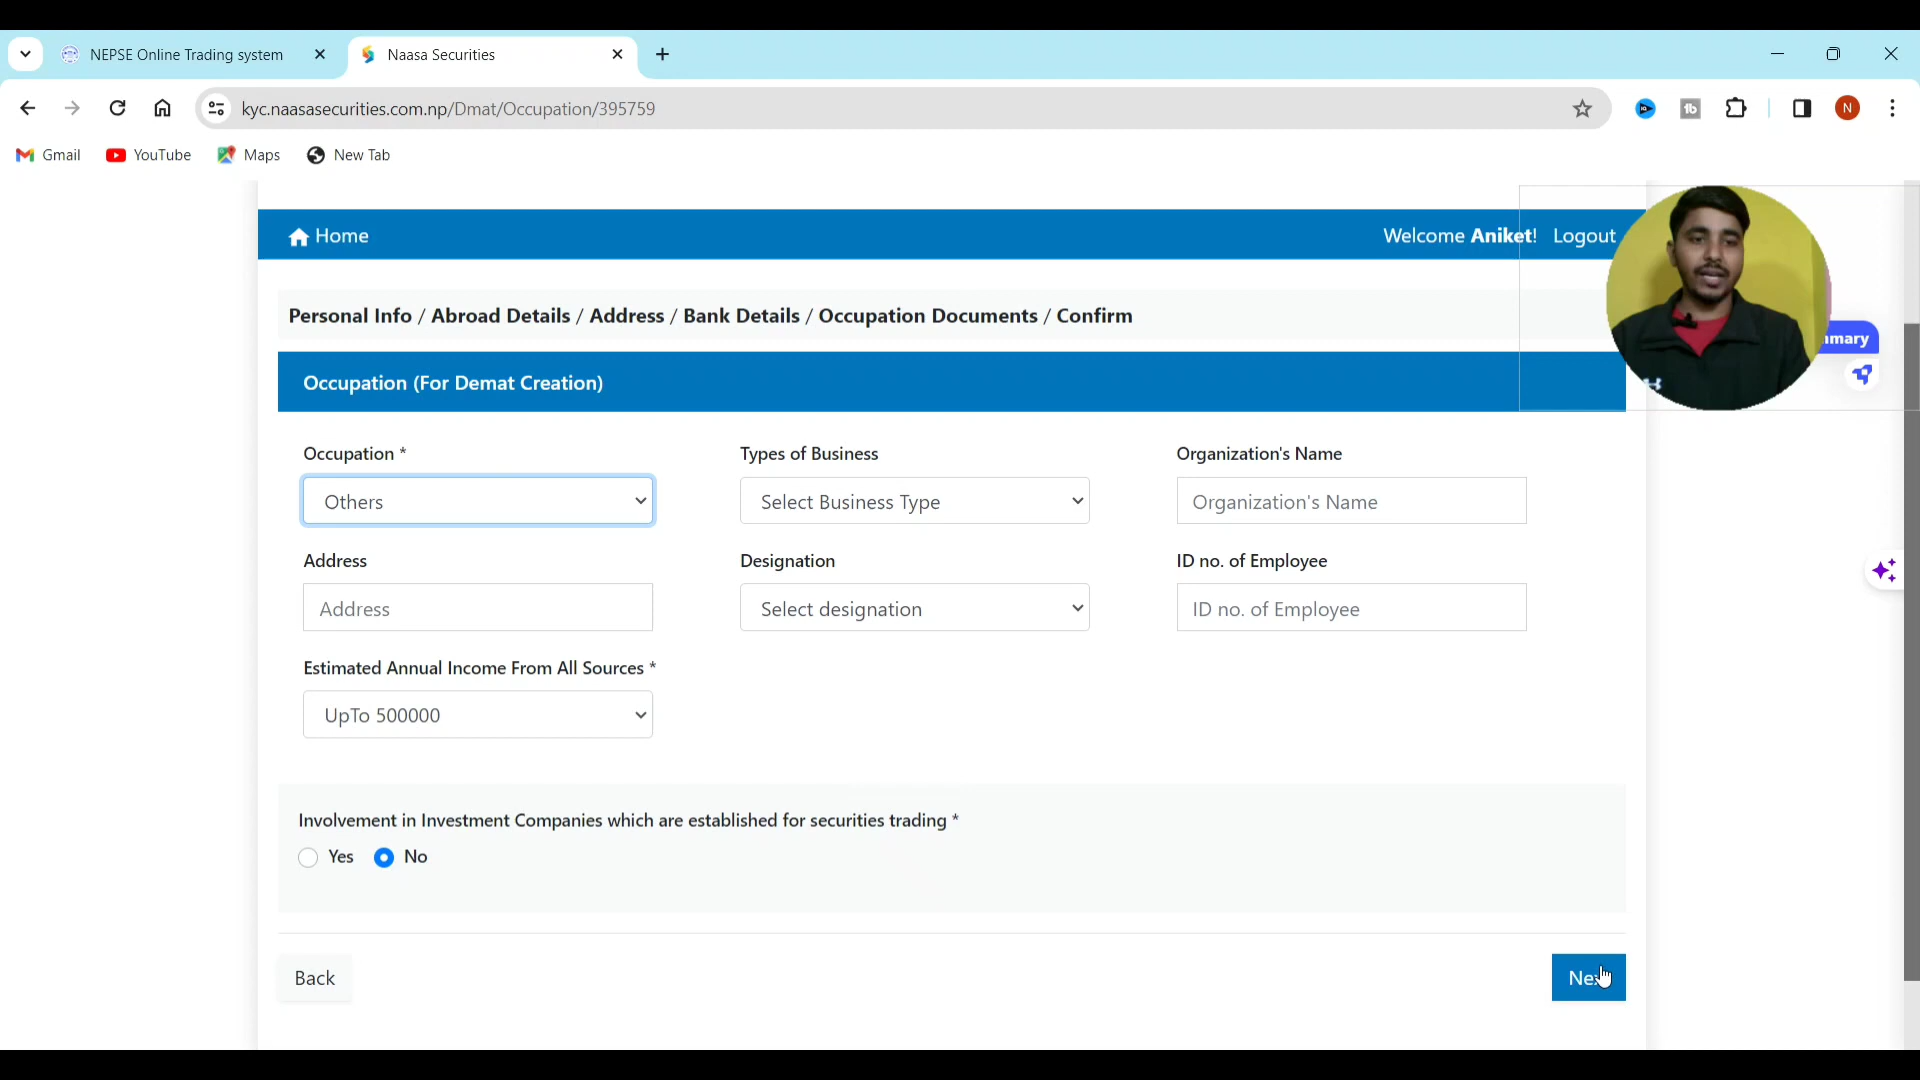 NEPSE Online Trading system
Naasa Securities
kyc.naasasecurities.com.np/Dmat/Occupation/395759
N
Gmail
YouTube
Maps
New Tab
Home
Welcome Aniket! Logout
Personal Info / Abroad Details / Address / Bank Details / Occupation Documents / Confirm
Occupation (For Demat Creation)
Occupation *
Types of Business
Organization's Name
Others
Select Business Type
Organization's Name
Address
Designation
ID no. of Employee
Address
Select designation
ID no. of Employee
Estimated Annual Income From All Sources *
UpTo 500000
Involvement in Investment Companies which are established for securities trading *
Yes
No
Back